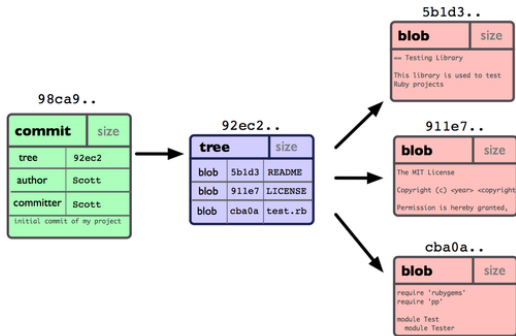 98ca9..
commit size
tree 92ec2
author Scott
committer Scott
initial commit of my project
92ec2..
tree size
blob 5b1d3 README
blob 911e7 LICENSE
blob cba0a test.rb
5b1d3..
blob size
== Testing Library
This library is used to test
Ruby projects
911e7..
blob size
The MIT License
Copyright (c) <year> <copyright
Permission is hereby granted,
cba0a..
blob size
require 'rubygems'
require 'pp'
module Test
module Tester